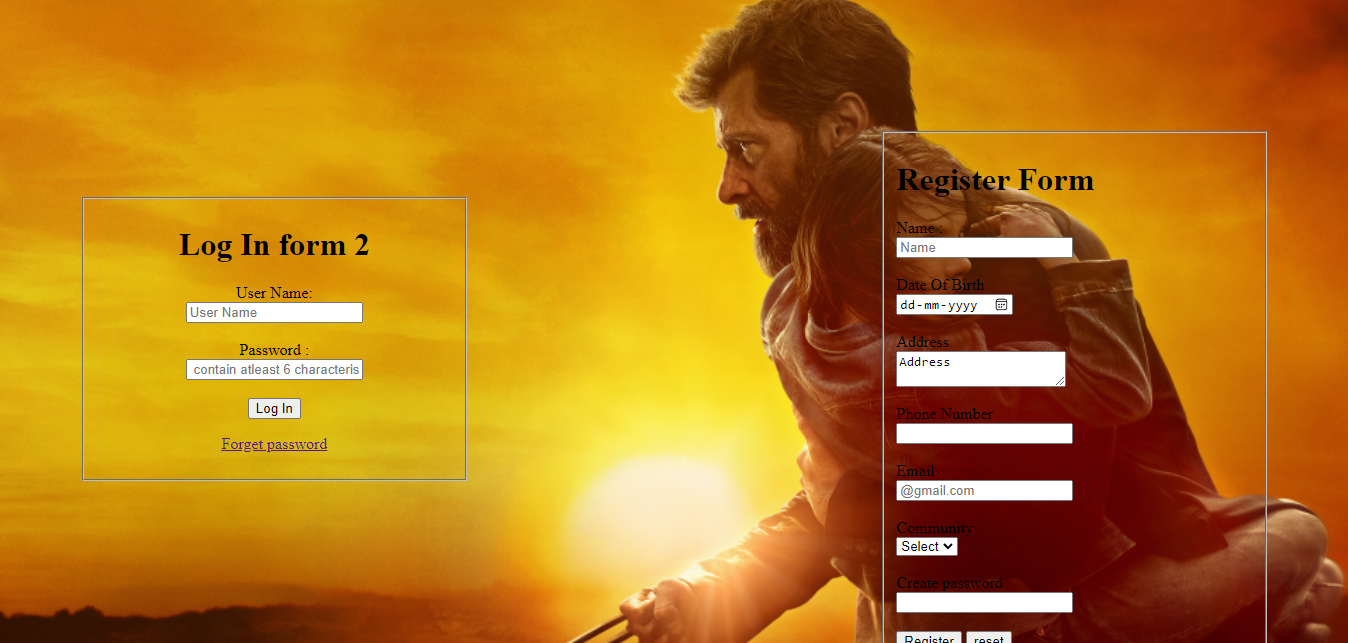 Log In form 2
User Name:
User Name
Password :
contain atleast 6 characteris
Log In
Forget password
Register Form
Name :
Name
Date Of Birth
dd-mm-yyyy
Address
Address
Phone Number
Email
@gmail.com
Community
Select
Create password
Register reset